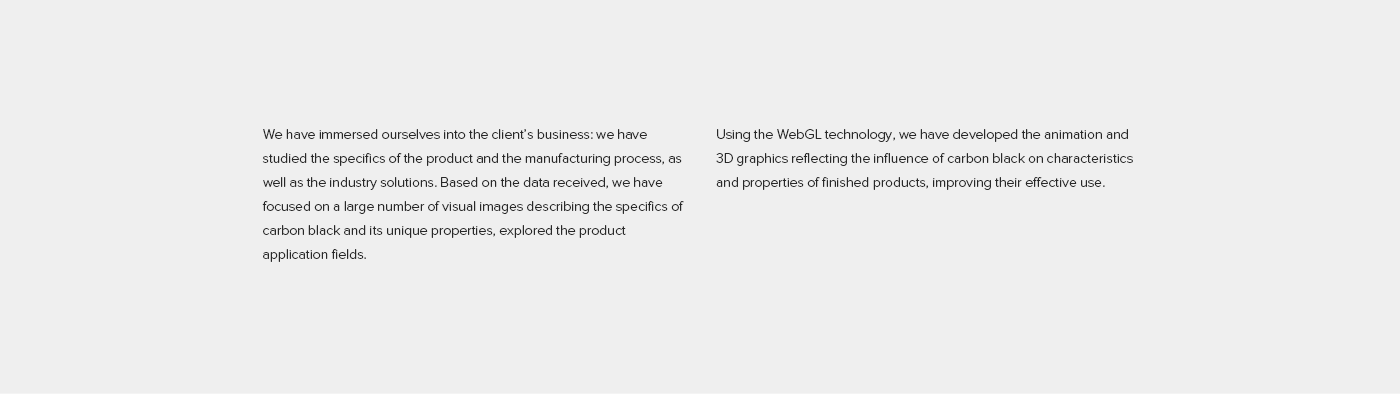 We have immersed ourselves into the client's business: we have
studied the specifics of the product and the manufacturing process, as
well as the industry solutions. Based on the data received, we have
focused on a large number of visual images describing the specifics of
carbon black and its unique properties, explored the product
application fields.
Using the WebGL technology, we have developed the animation and
3D graphics reflecting the influence of carbon black on characteristics
and properties of finished products, improving their effective use.